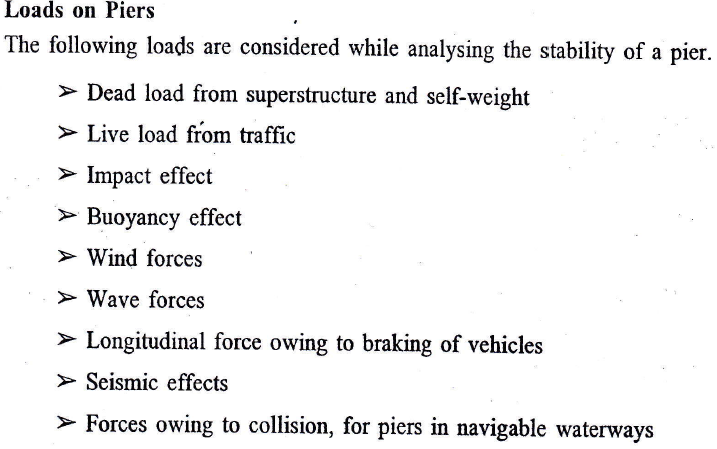 Loads on Piers
The following loads are considered while analysing the stability of a pier.
➢ Dead load from superstructure and self-weight
➢ Live load from traffic
➢ Impact effect
➢ Buoyancy effect
➢ Wind forces
➢ Wave forces
➢ Longitudinal force owing to braking of vehicles
➢ Seismic effects
➢ Forces owing to collision, for piers in navigable waterways